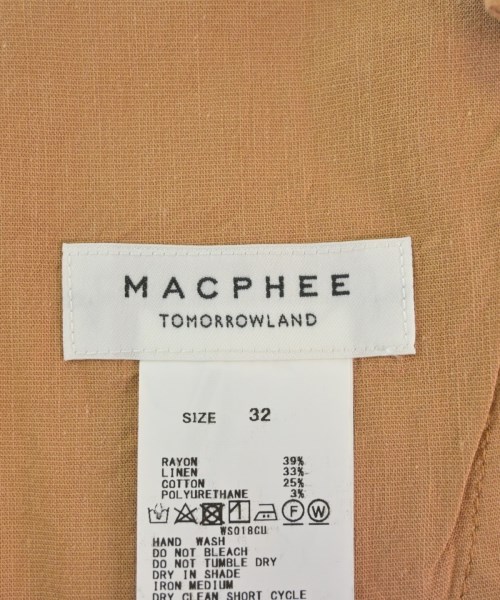 MACPHEE
TOMORROWLAND
SIZE 32
RAYON 39%
LINEN 33%
COTTON 25%
POLYURETHANE 3%
F W
WS018CU
HAND WASH
DO NOT BLEACH
DO NOT TUMBLE DRY
DRY IN SHADE
IRON MEDIUM
DRY CLEAN SHORT CYCLE